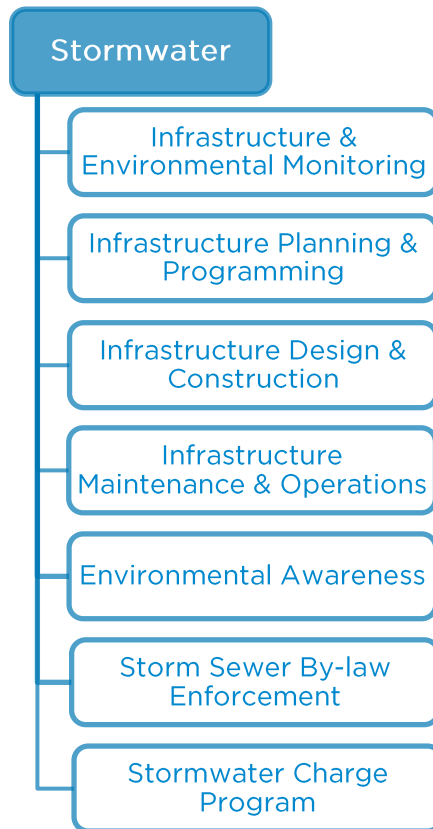 Stormwater
Infrastructure &
Environmental Monitoring
Infrastructure Planning &
Programming
Infrastructure Design &
Construction
Infrastructure
Maintenance & Operations
Environmental Awareness
Storm Sewer By-law
Enforcement
Stormwater Charge
Program